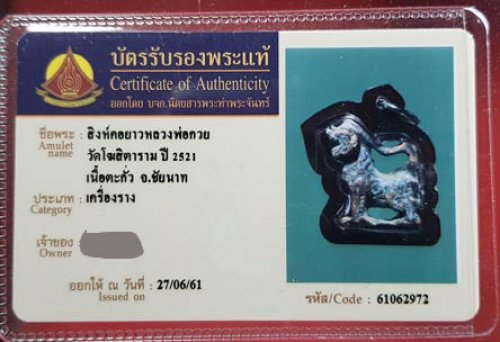 บัตรรับรองพระแท้
Certificate of Authenticity
ออกโดย บจก.นิตยสารพระท่าพระจันทร์
ชื่อพระ : สิงห์คอยาวหลวงพ่อกวย
Amulet name
วัดโฆสิตาราม ปี 2521
เนื้อตะกั่ว จ.ชัยนาท
ประเภท : เครื่องราง
Category
เจ้าของ
Owner
ออกให้ ณ วันที่ : 27/06/61
Issued on
รหัส/Code : 61062972